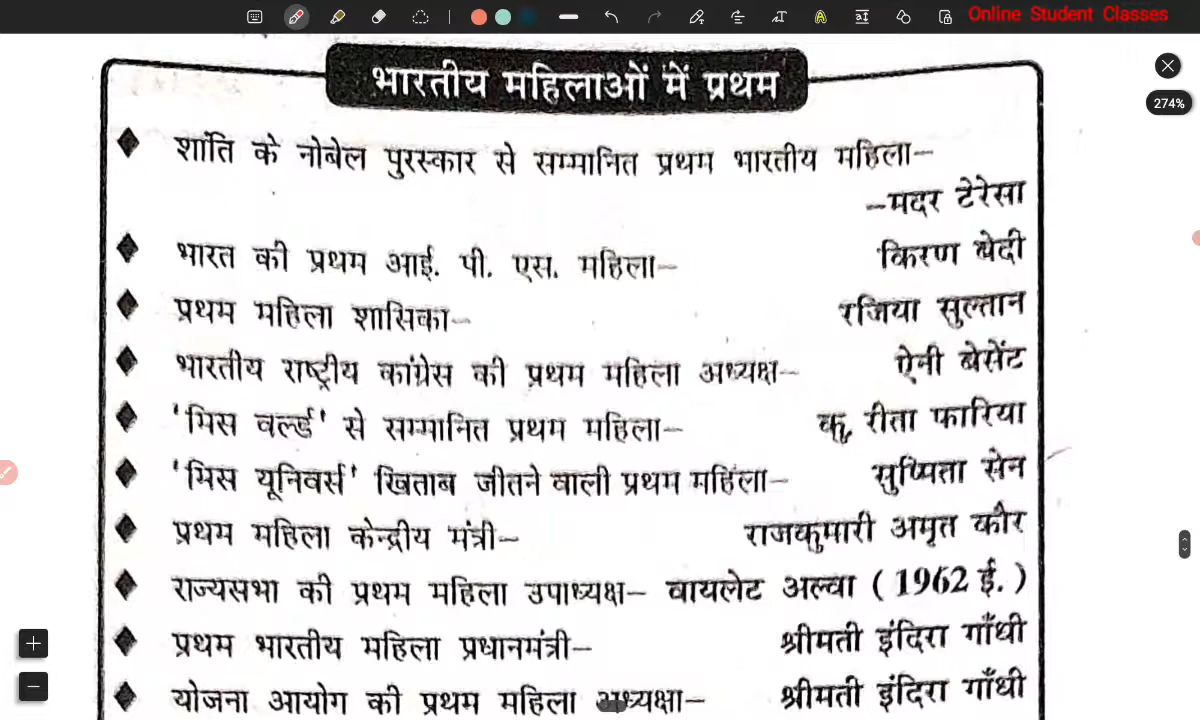 Online Student Classes
274%
भारतीय महिलाओं में प्रथम
शांति के नोबेल पुरस्कार से सम्मानित प्रथम भारतीय महिला–
–मदर टेरेसा
भारत की प्रथम आई. पी. एस. महिला– किरण बेदी
प्रथम महिला शासिका– रजिया सुल्तान
भारतीय राष्ट्रीय कांग्रेस की प्रथम महिला अध्यक्ष– ऐनी बेसेंट
'मिस वर्ल्ड' से सम्मानित प्रथम महिला– कु. रीता फारिया
'मिस यूनिवर्स' खिताब जीतने वाली प्रथम महिला– सुष्मिता सेन
प्रथम महिला केन्द्रीय मंत्री– राजकुमारी अमृत कौर
राज्यसभा की प्रथम महिला उपाध्यक्ष– वायलेट अल्वा (1962 ई.)
प्रथम भारतीय महिला प्रधानमंत्री– श्रीमती इंदिरा गाँधी
योजना आयोग की प्रथम महिला अध्यक्षा– श्रीमती इंदिरा गाँधी